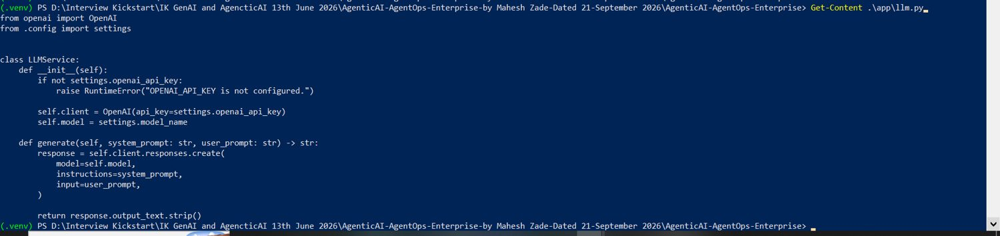 (.venv) PS D:\Interview Kickstart\IK GenAI and AgencticAI 13th June 2026\AgenticAI-AgentOps-Enterprise-by Mahesh Zade-Dated 21-September 2026\AgenticAI-AgentOps-Enterprise> Get-Content .\app\llm.py
from openai import OpenAI
from .config import settings
class LLMService:
    def __init__(self):
        if not settings.openai_api_key:
            raise RuntimeError("OPENAI_API_KEY is not configured.")
        self.client = OpenAI(api_key=settings.openai_api_key)
        self.model = settings.model_name
    def generate(self, system_prompt: str, user_prompt: str) -> str:
        response = self.client.responses.create(
            model=self.model,
            instructions=system_prompt,
            input=user_prompt,
        )
        return response.output_text.strip()
(.venv) PS D:\Interview Kickstart\IK GenAI and AgencticAI 13th June 2026\AgenticAI-AgentOps-Enterprise-by Mahesh Zade-Dated 21-September 2026\AgenticAI-AgentOps-Enterprise>